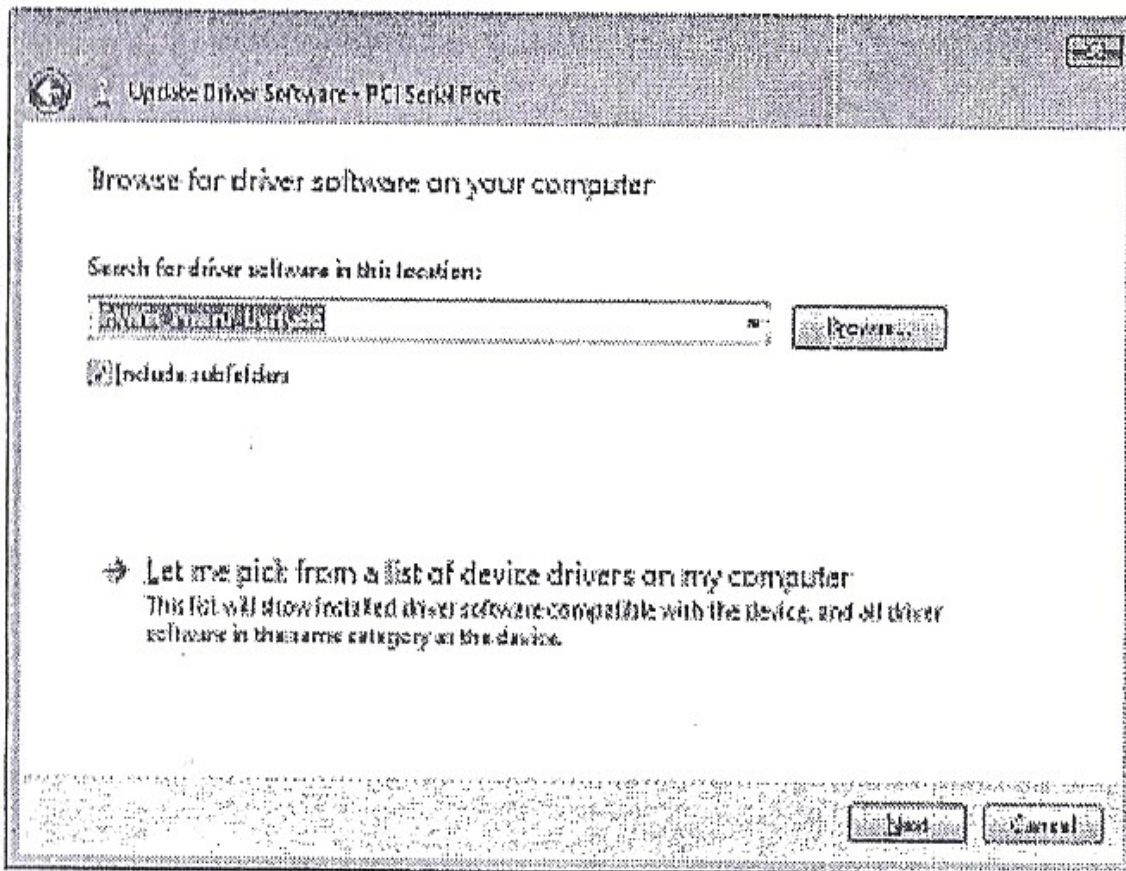 Update Driver Software - PCI Serial Port
Browse for driver software on your computer
Search for driver software in this location:
Browse...
Include subfolders
Let me pick from a list of device drivers on my computer
This list will show installed driver software compatible with the device, and all driver
software in the same category as the device.
Next
Cancel